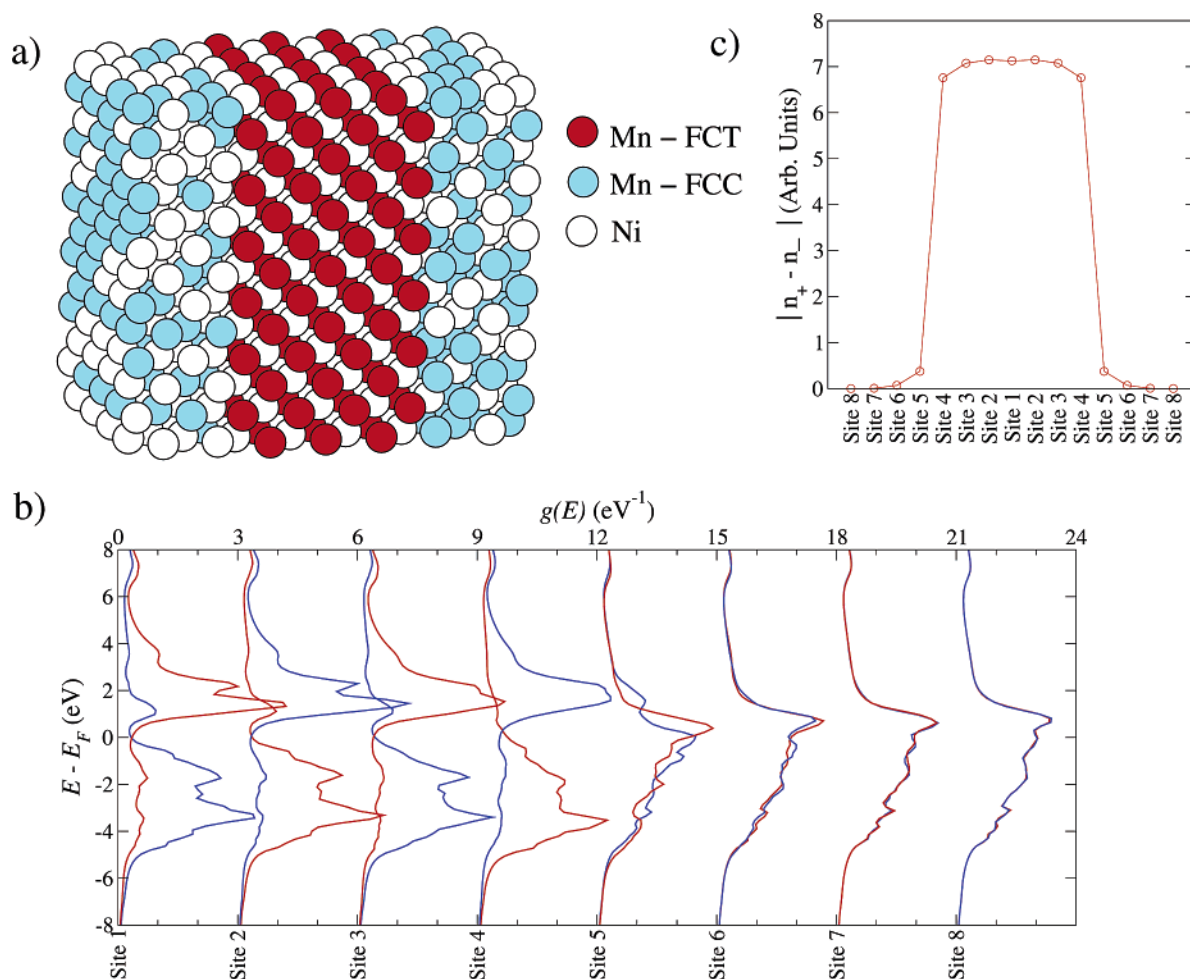 a)
Mn – FCT
Mn – FCC
Ni
c)
| n+ - n– | (Arb. Units)
8
7
6
5
4
3
2
1
0
Site 8
Site 7
Site 6
Site 5
Site 4
Site 3
Site 2
Site 1
Site 2
Site 3
Site 4
Site 5
Site 6
Site 7
Site 8
b)
g(E) (eV-1)
0 3 6 9 12 15 18 21 24
E - EF (eV)
8
6
4
2
0
-2
-4
-6
-8
Site 1
Site 2
Site 3
Site 4
Site 5
Site 6
Site 7
Site 8